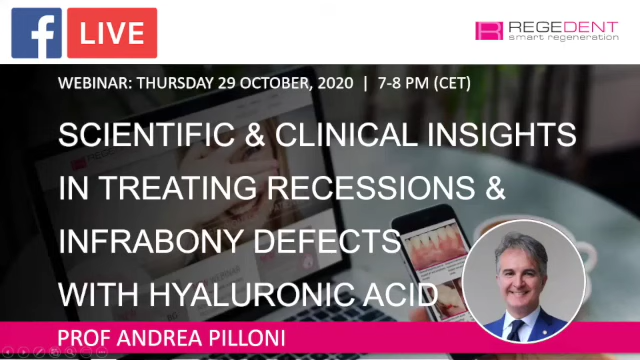 f LIVE
REGEDENT
smart regeneration
WEBINAR: THURSDAY 29 OCTOBER, 2020 | 7-8 PM (CET)
SCIENTIFIC & CLINICAL INSIGHTS
IN TREATING RECESSIONS &
INFRABONY DEFECTS
WITH HYALURONIC ACID
PROF ANDREA PILLONI